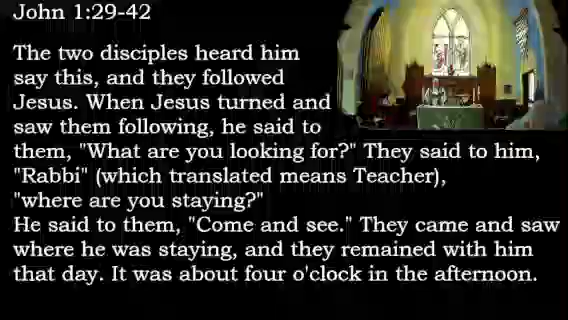 John 1:29-42
The two disciples heard him
say this, and they followed
Jesus. When Jesus turned and
saw them following, he said to
them, "What are you looking for?" They said to him,
"Rabbi" (which translated means Teacher),
"where are you staying?"
He said to them, "Come and see." They came and saw
where he was staying, and they remained with him
that day. It was about four o'clock in the afternoon.